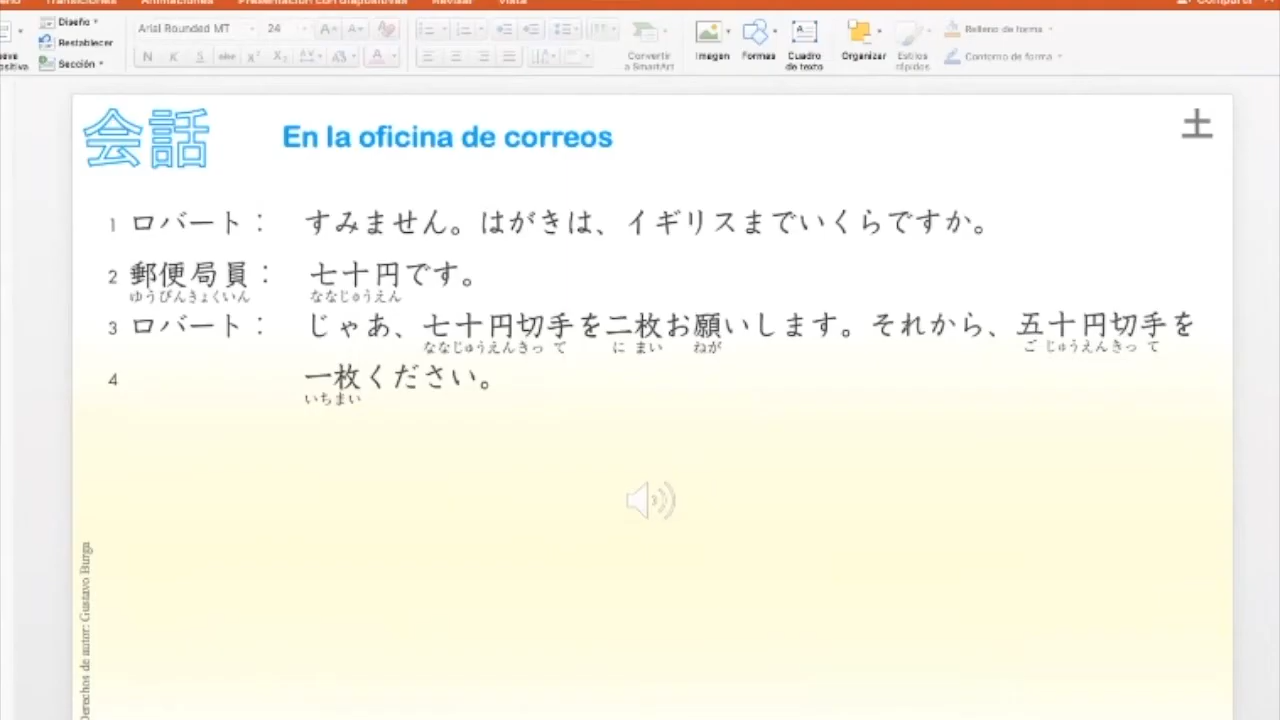 Transiciones Animaciones Presentación con diapositivas Revisar Vista Compartir
Diseño
Restablecer
Sección
Arial Rounded MT 24
Convertir
a SmartArt
Imagen
Formas
Cuadro
de texto
Organizar
Estilos
rápidos
Relleno de forma
Contorno de forma
会話 En la oficina de correos 土
1 ロバート： すみません。はがきは、イギリスまでいくらですか。
2 郵便局員： 七十円です。
ゆうびんきょくいん ななじゅうえん
3 ロバート： じゃあ、七十円切手を二枚お願いします。それから、五十円切手を
ななじゅうえんきって に まい ねが ご じゅうえんきって
4 一枚ください。
いちまい
Derechos de autor: Gustavo Burga